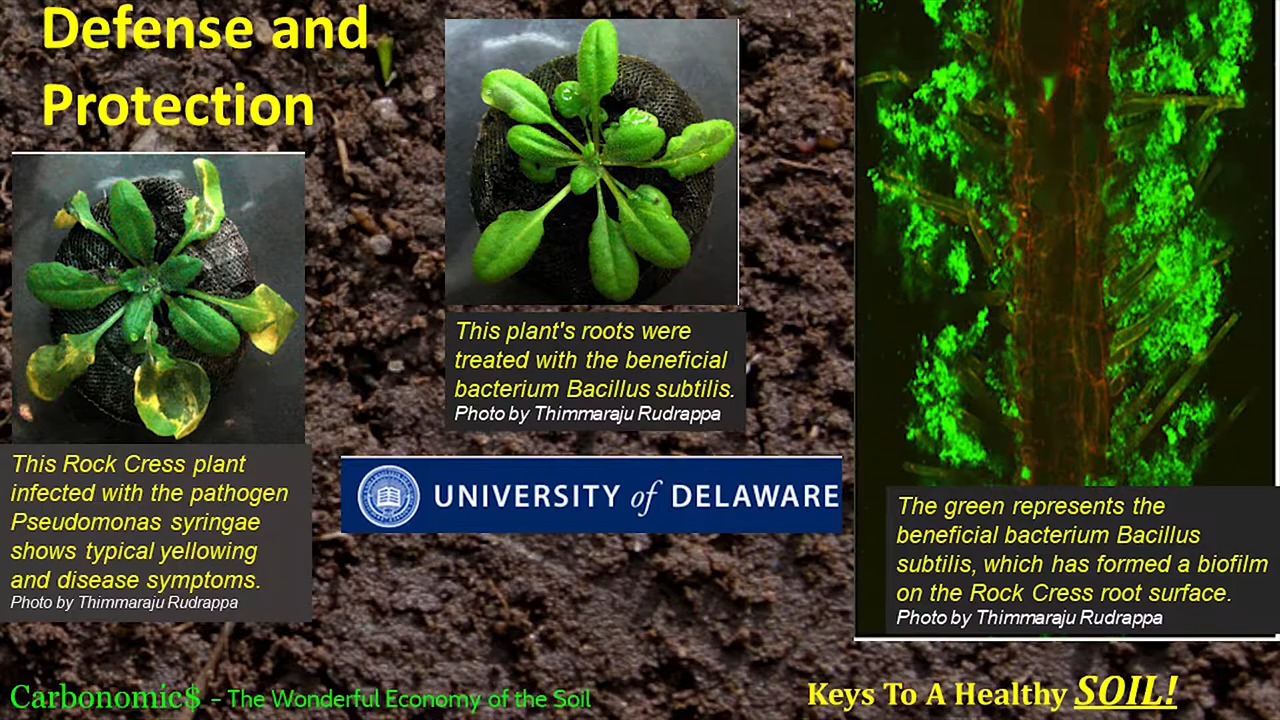 Defense and
Protection
This Rock Cress plant
infected with the pathogen
Pseudomonas syringae
shows typical yellowing
and disease symptoms.
Photo by Thimmaraju Rudrappa
This plant's roots were
treated with the beneficial
bacterium Bacillus subtilis.
Photo by Thimmaraju Rudrappa
UNIVERSITY of DELAWARE
The green represents the
beneficial bacterium Bacillus
subtilis, which has formed a biofilm
on the Rock Cress root surface.
Photo by Thimmaraju Rudrappa
Carbonomic$ – The Wonderful Economy of the Soil
Keys To A Healthy SOIL!